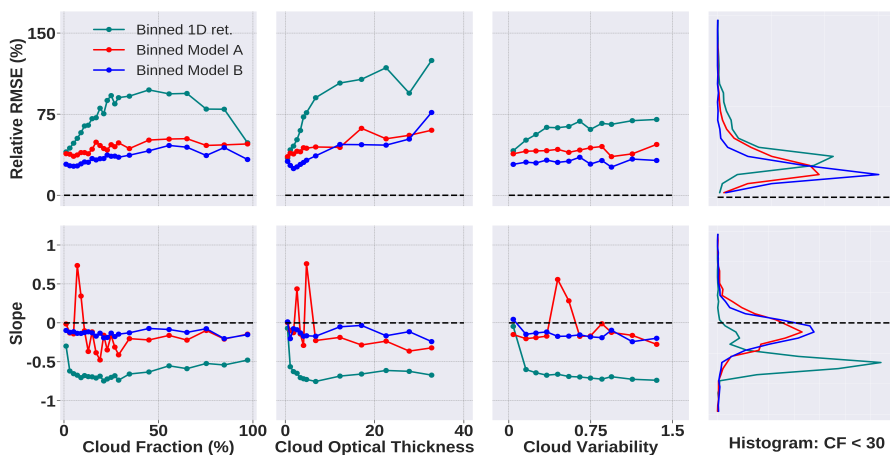 Binned 1D ret.
Binned Model A
Binned Model B
Relative RMSE (%)
150
75
0
Slope
1
0.5
0
-0.5
-1
0 50 100
Cloud Fraction (%)
0 20 40
Cloud Optical Thickness
0 0.75 1.5
Cloud Variability
Histogram: CF < 30